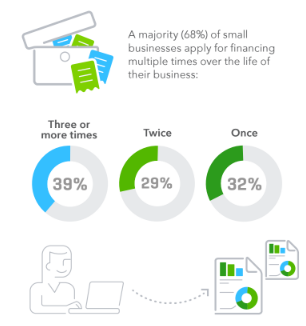 A majority (68%) of small
businesses apply for financing
multiple times over the life of
their business:
Three or
more times
Twice
Once
39%
29%
32%